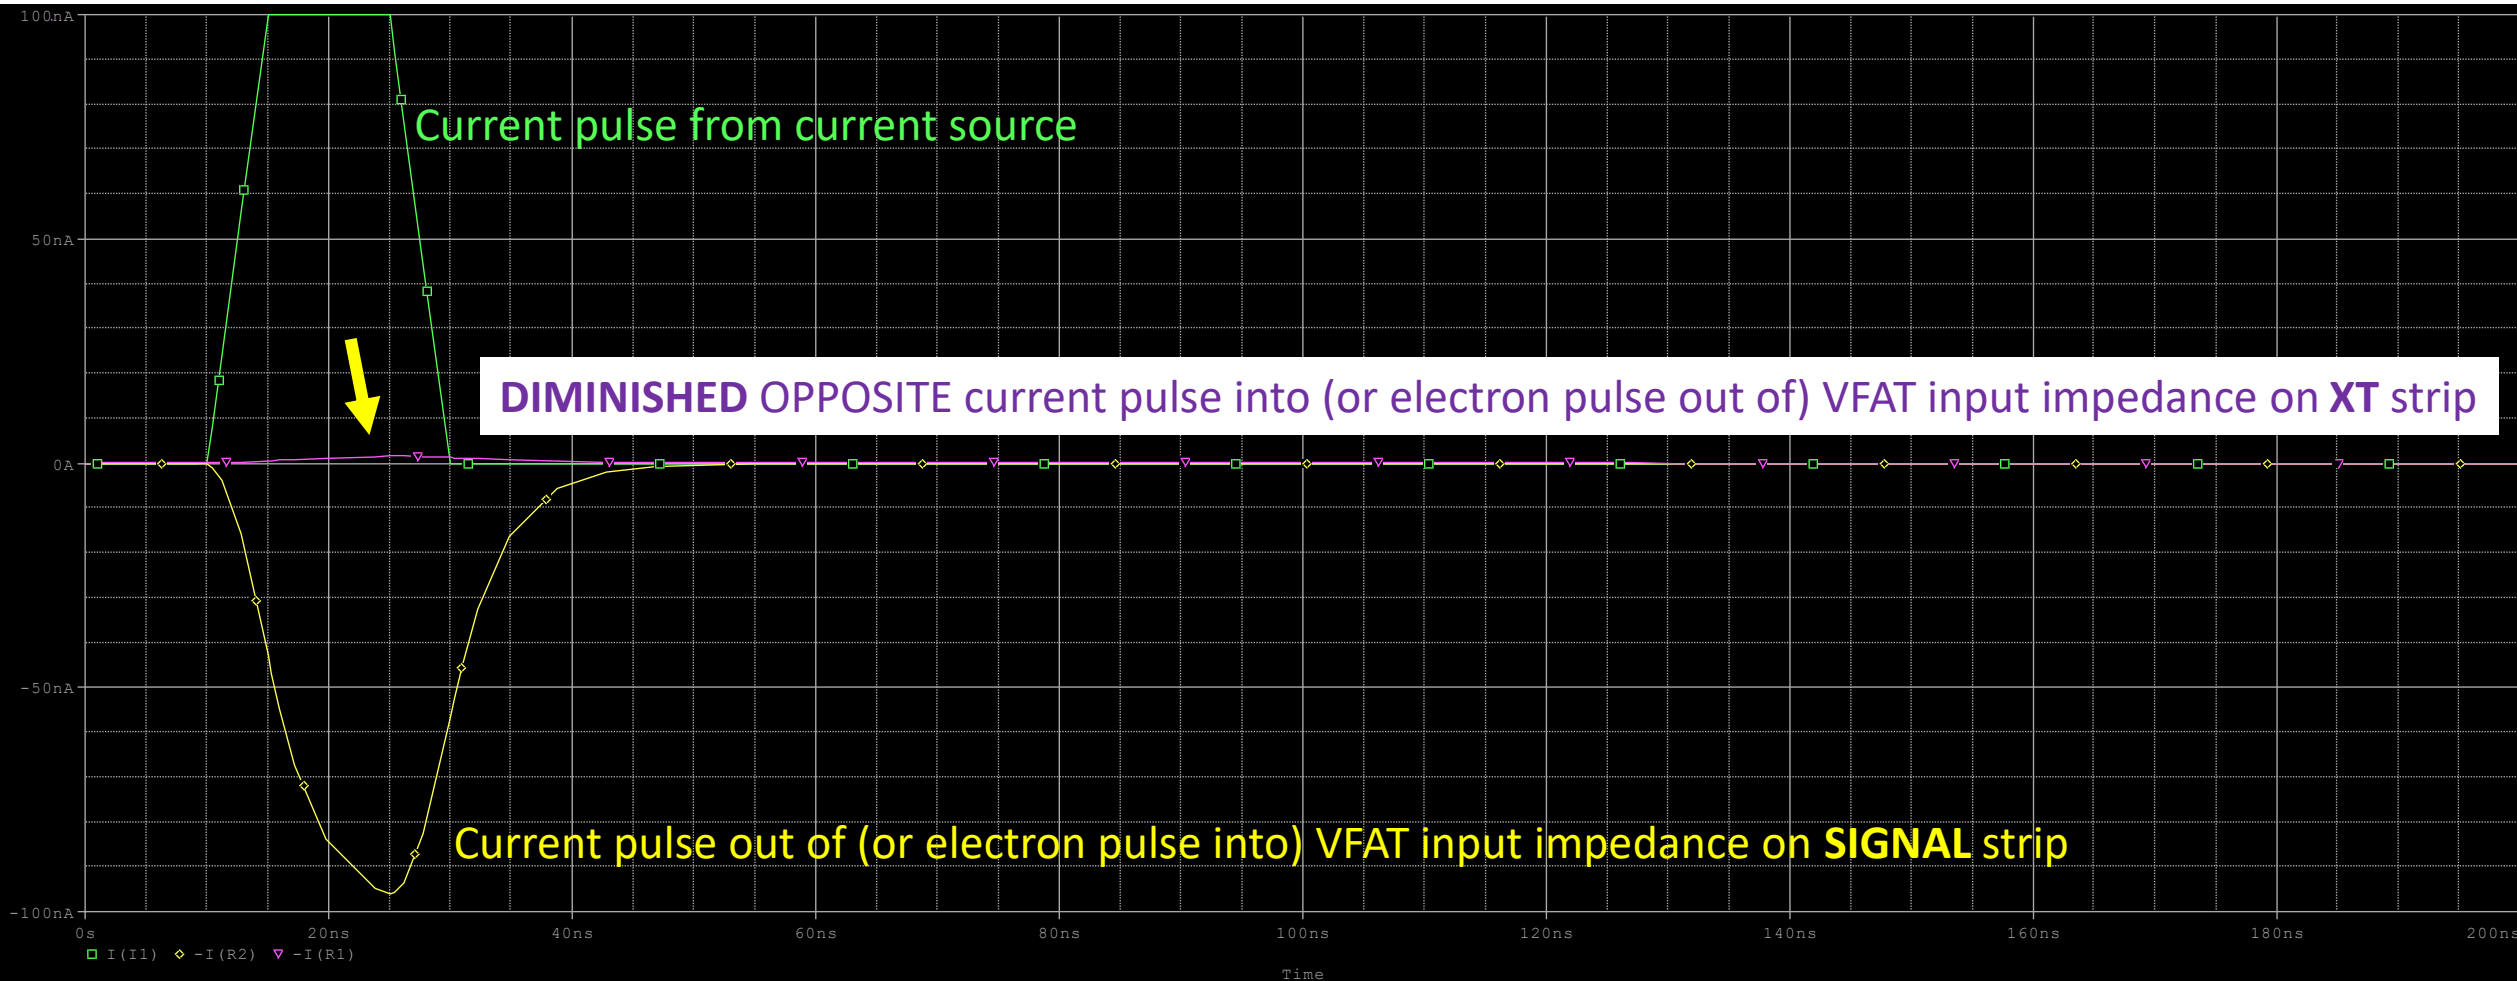 100nA
Current pulse from current source
50nA
DIMINISHED OPPOSITE current pulse into (or electron pulse out of) VFAT input impedance on XT strip
0A
-50nA
Current pulse out of (or electron pulse into) VFAT input impedance on SIGNAL strip
-100nA
0s 20ns 40ns 60ns 80ns 100ns 120ns 140ns 160ns 180ns 200ns
I(I1) -I(R2) -I(R1)
Time